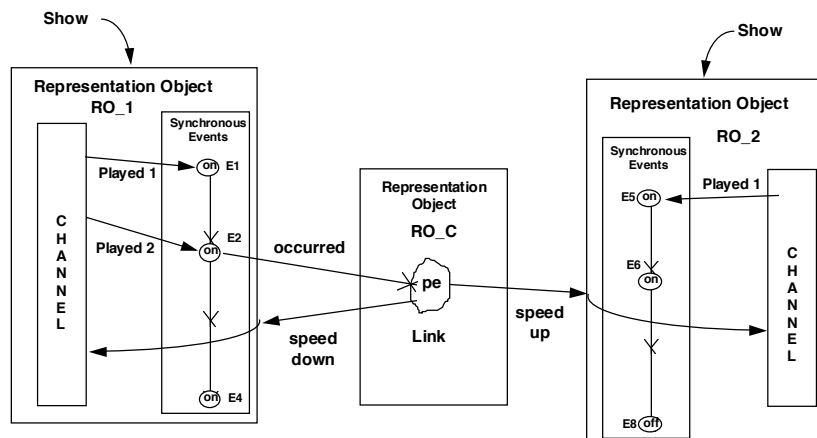 Show
Representation Object
RO_1
Synchronous
Events
on E1
Played 1
CHANNEL
E2
on
Played 2
occurred
speed
down
on E4
Representation
Object
RO_C
pe
Link
speed
up
Show
Representation Object
RO_2
Synchronous
Events
E5 on
Played 1
E6
on
CHANNEL
E8 off